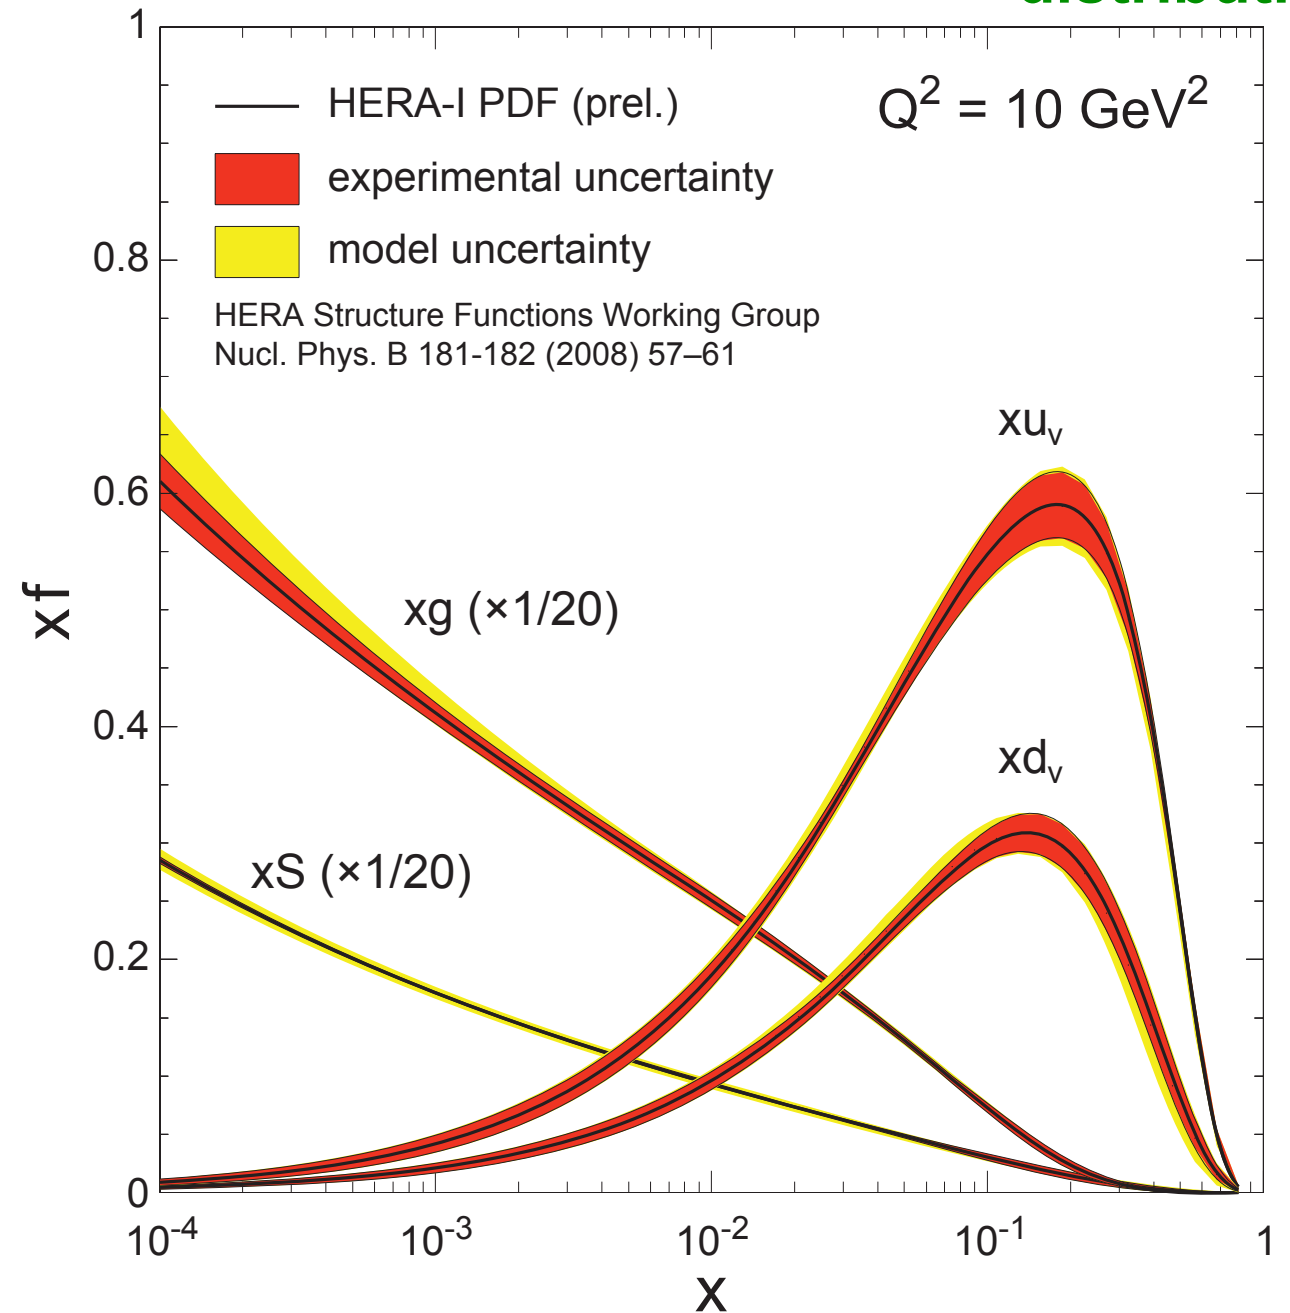 1
HERA-I PDF (prel.)
Q² = 10 GeV²
experimental uncertainty
model uncertainty
0.8
HERA Structure Functions Working Group
Nucl. Phys. B 181-182 (2008) 57–61
xuᵥ
0.6
xf
xg (×1/20)
0.4
xdᵥ
xS (×1/20)
0.2
0
10⁻⁴
10⁻³
10⁻²
10⁻¹
1
x